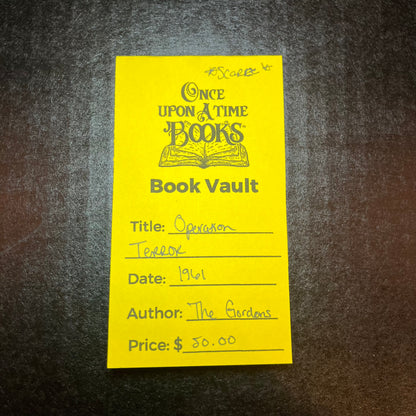 *SCARCE*
ONCE
UPON A TIME
BOOKS
Book Vault
Title: Operation
Terror
Date: 1961
Author: The Gordons
Price: $ 50.00